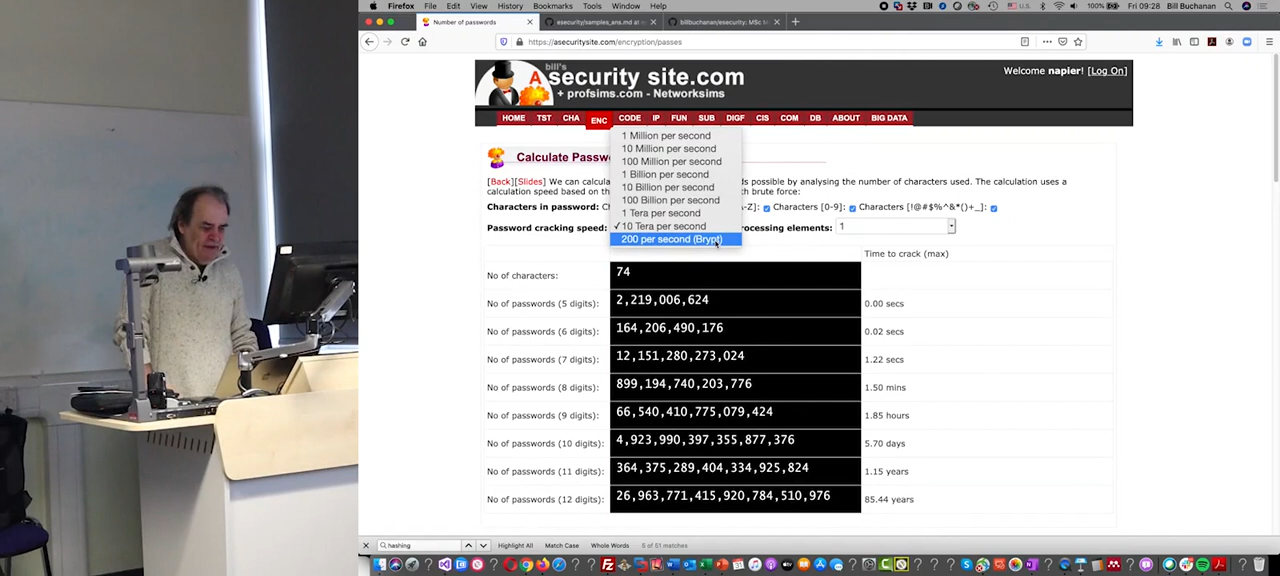 Firefox File Edit View History Bookmarks Tools Window Help 100% Fri 09:28 Bill Buchanan
Number of passwords esecurity/samples_ans.md at billbuchanan/esecurity: MSc M
https://asecuritysite.com/encryption/passes
bill's
A security site.com
+ profsims.com - Networksims
Welcome napier! [Log On]
HOME TST CHA ENC CODE IP FUN SUB DIGF CIS COM DB ABOUT BIG DATA
1 Million per second
10 Million per second
100 Million per second
1 Billion per second
10 Billion per second
100 Billion per second
1 Tera per second
✓10 Tera per second
200 per second (Brypt)
Calculate Passw
[Back][Slides] We can calcula ds possible by analysing the number of characters used. The calculation uses a
calculation speed based on th h brute force:
Characters in password: C A-Z]: Characters [0-9]: Characters [!@#$%^&*()+_]:
Password cracking speed: rocessing elements: 1
Time to crack (max)
No of characters: 74
No of passwords (5 digits): 2,219,006,624 0.00 secs
No of passwords (6 digits): 164,206,490,176 0.02 secs
No of passwords (7 digits): 12,151,280,273,024 1.22 secs
No of passwords (8 digits): 899,194,740,203,776 1.50 mins
No of passwords (9 digits): 66,540,410,775,079,424 1.85 hours
No of passwords (10 digits): 4,923,990,397,355,877,376 5.70 days
No of passwords (11 digits): 364,375,289,404,334,925,824 1.15 years
No of passwords (12 digits): 26,963,771,415,920,784,510,976 85.44 years
hashing Highlight All Match Case Whole Words 5 of 51 matches